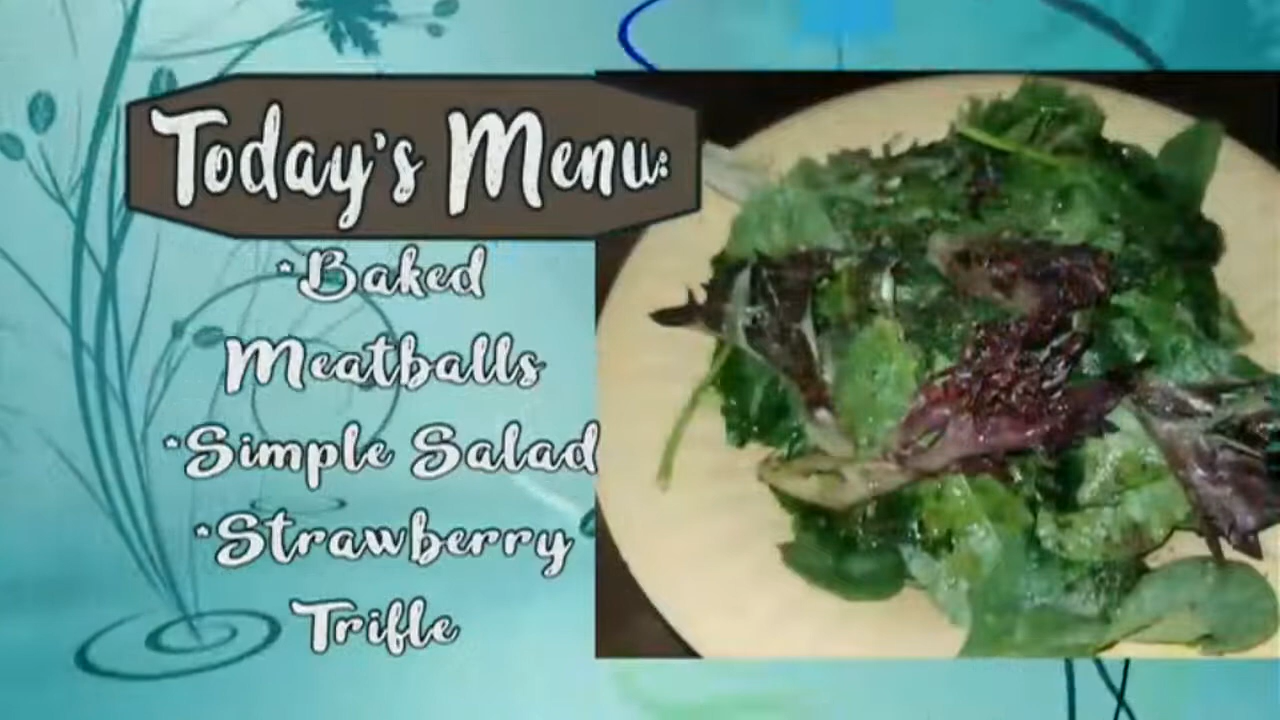 Today's Menu:
*Baked
Meatballs
*Simple Salad
*Strawberry
Trifle